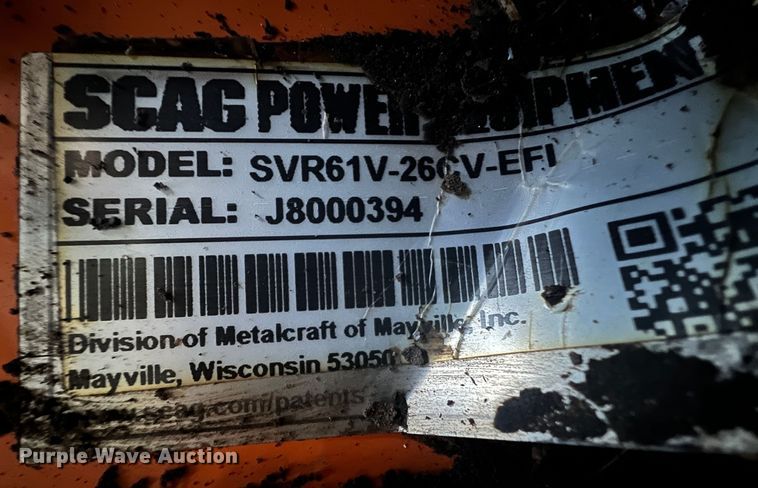 SCAG POWER EQUIPMENT
MODEL: SVR61V-26CV-EFI
SERIAL: J8000394
Division of Metalcraft of Mayville, Inc.
Mayville, Wisconsin 53050
www.scag.com/patents
Purple Wave Auction